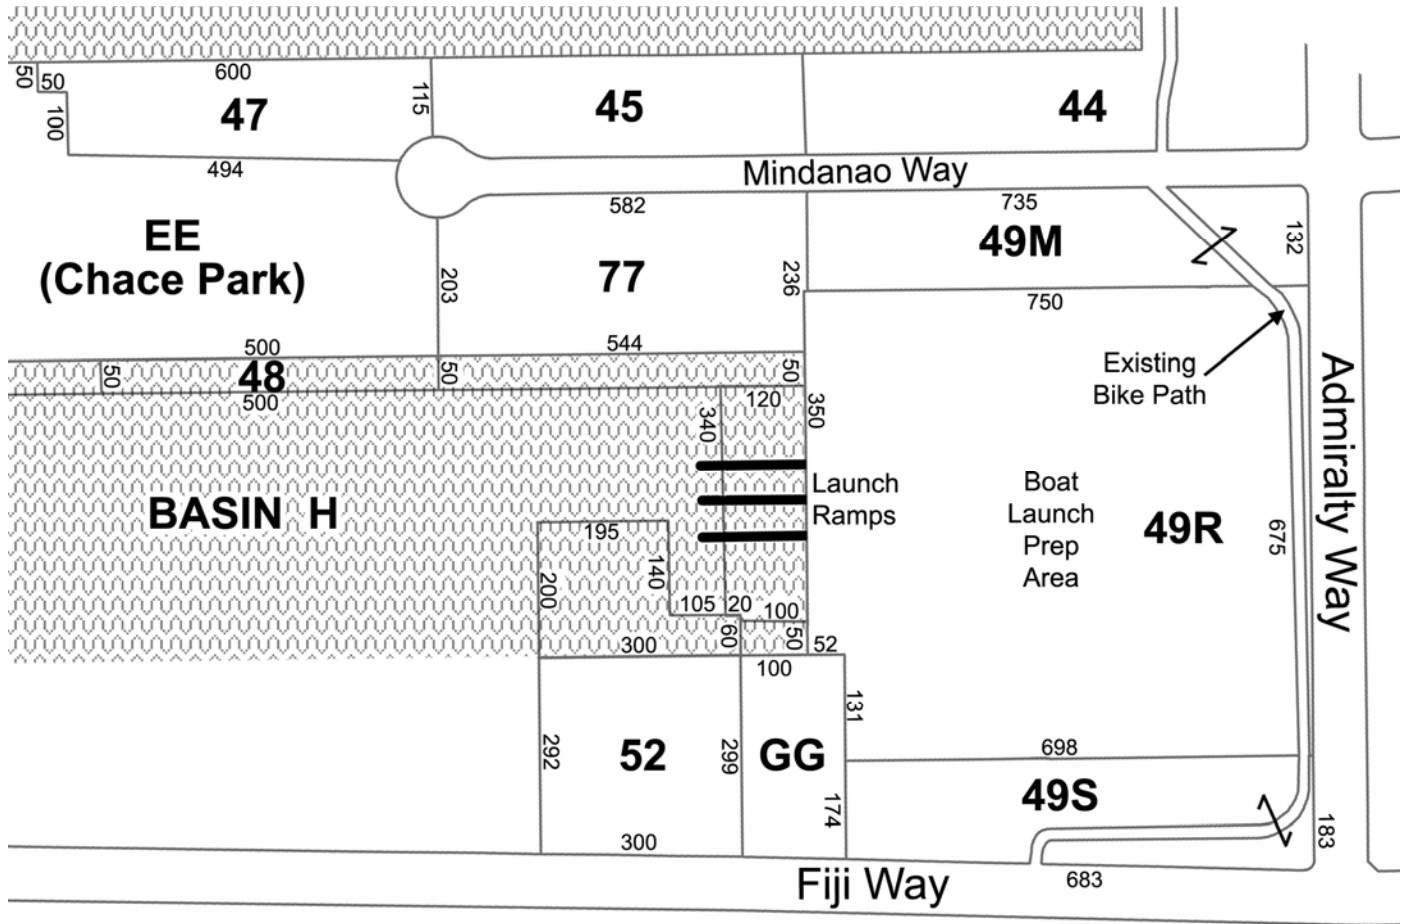 50
50
600
115
100
47
45
44
494
Mindanao Way
582
735
EE
(Chace Park)
203
77
236
49M
132
750
500
544
50
48
50
50
500
120
340
350
Existing
Bike Path
Admiralty Way
BASIN H
Launch
Ramps
Boat
Launch
Prep
Area
49R
675
195
200
140
105
20
100
60
50
52
300
100
131
292
52
299
GG
698
49S
174
183
300
Fiji Way
683